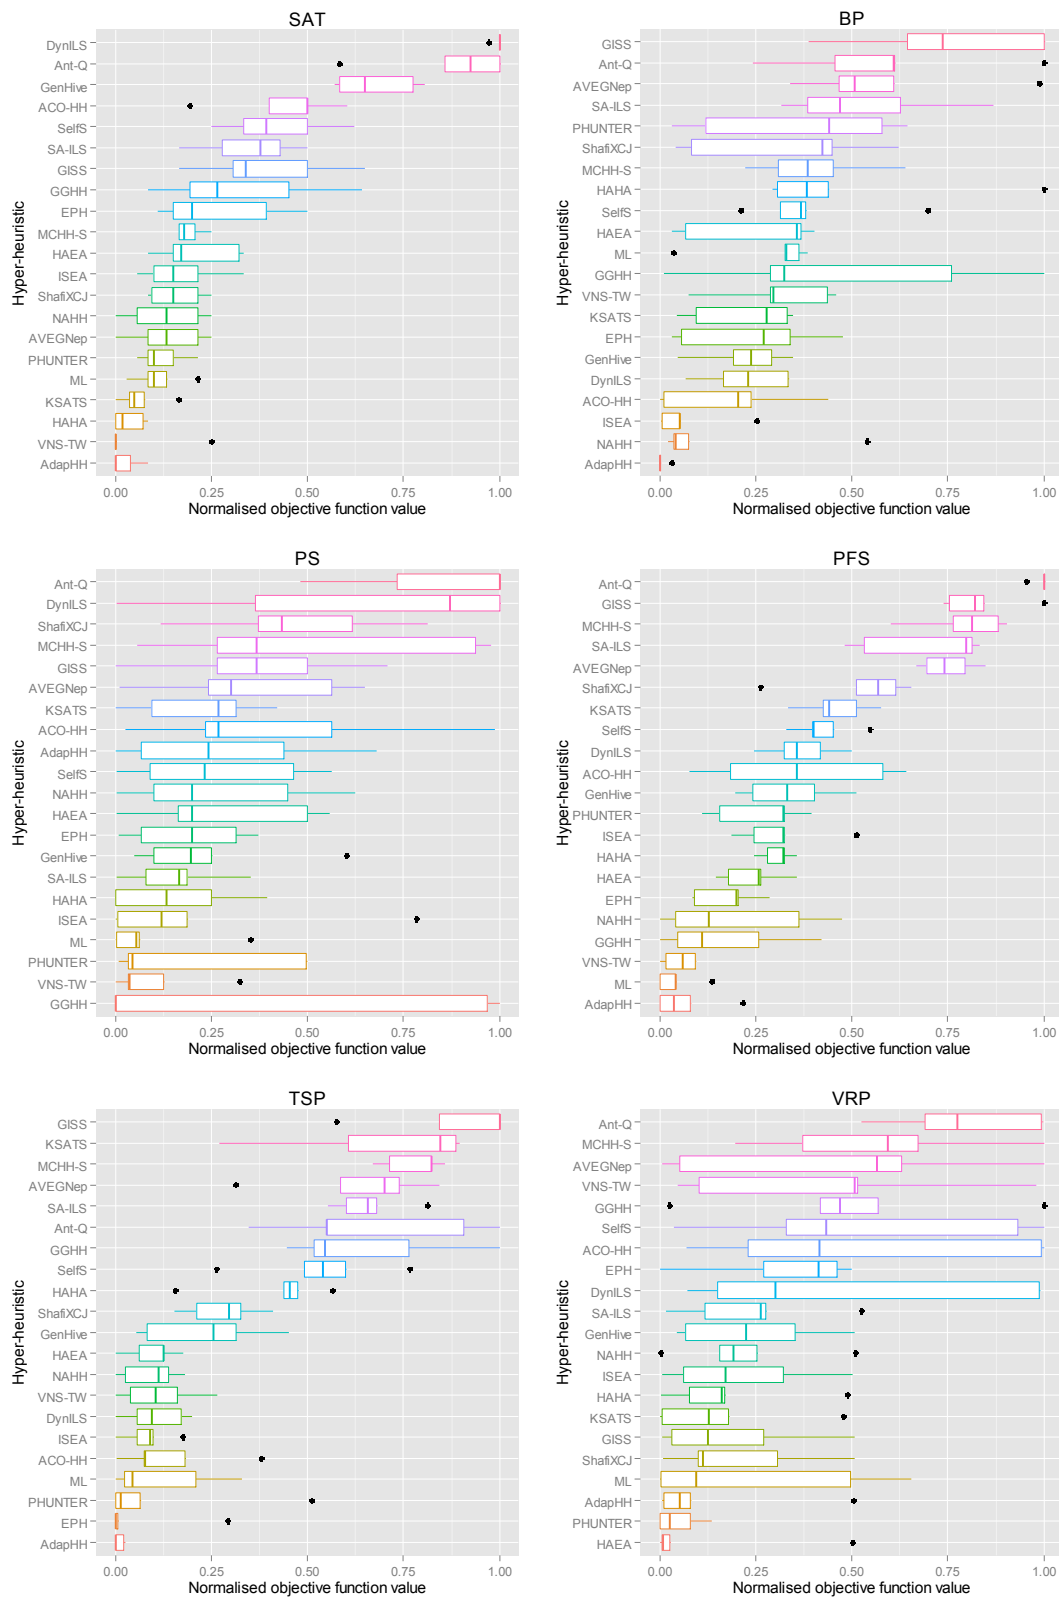 SAT
Hyper-heuristic
DynILS
Ant-Q
GenHive
ACO-HH
SelfS
SA-ILS
GISS
GGHH
EPH
MCHH-S
HAEA
ISEA
ShafiXCJ
NAHH
AVEGNep
PHUNTER
ML
KSATS
HAHA
VNS-TW
AdapHH
0.00 0.25 0.50 0.75 1.00
Normalised objective function value
BP
Hyper-heuristic
GISS
Ant-Q
AVEGNep
SA-ILS
PHUNTER
ShafiXCJ
MCHH-S
HAHA
SelfS
HAEA
ML
GGHH
VNS-TW
KSATS
EPH
GenHive
DynILS
ACO-HH
ISEA
NAHH
AdapHH
0.00 0.25 0.50 0.75 1.00
Normalised objective function value
PS
Hyper-heuristic
Ant-Q
DynILS
ShafiXCJ
MCHH-S
GISS
AVEGNep
KSATS
ACO-HH
AdapHH
SelfS
NAHH
HAEA
EPH
GenHive
SA-ILS
HAHA
ISEA
ML
PHUNTER
VNS-TW
GGHH
0.00 0.25 0.50 0.75 1.00
Normalised objective function value
PFS
Hyper-heuristic
Ant-Q
GISS
MCHH-S
SA-ILS
AVEGNep
ShafiXCJ
KSATS
SelfS
DynILS
ACO-HH
GenHive
PHUNTER
ISEA
HAHA
HAEA
EPH
NAHH
GGHH
VNS-TW
ML
AdapHH
0.00 0.25 0.50 0.75 1.00
Normalised objective function value
TSP
Hyper-heuristic
GISS
KSATS
MCHH-S
AVEGNep
SA-ILS
Ant-Q
GGHH
SelfS
HAHA
ShafiXCJ
GenHive
HAEA
NAHH
VNS-TW
DynILS
ISEA
ACO-HH
ML
PHUNTER
EPH
AdapHH
0.00 0.25 0.50 0.75 1.00
Normalised objective function value
VRP
Hyper-heuristic
Ant-Q
MCHH-S
AVEGNep
VNS-TW
GGHH
SelfS
ACO-HH
EPH
DynILS
SA-ILS
GenHive
NAHH
ISEA
HAHA
KSATS
GISS
ShafiXCJ
ML
AdapHH
PHUNTER
HAEA
0.00 0.25 0.50 0.75 1.00
Normalised objective function value